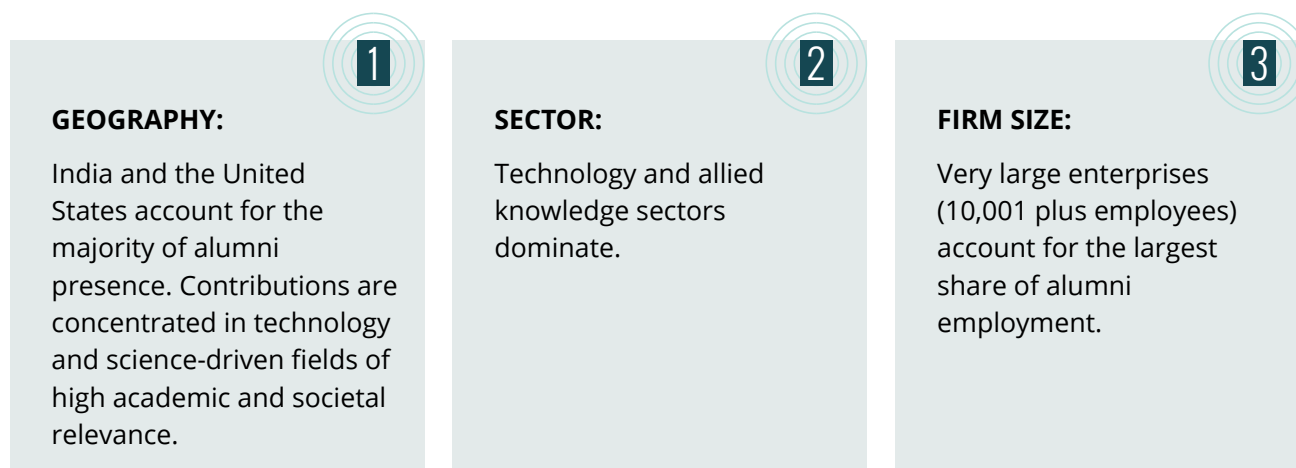 1
GEOGRAPHY:
India and the United
States account for the
majority of alumni
presence. Contributions are
concentrated in technology
and science-driven fields of
high academic and societal
relevance.
2
SECTOR:
Technology and allied
knowledge sectors
dominate.
3
FIRM SIZE:
Very large enterprises
(10,001 plus employees)
account for the largest
share of alumni
employment.